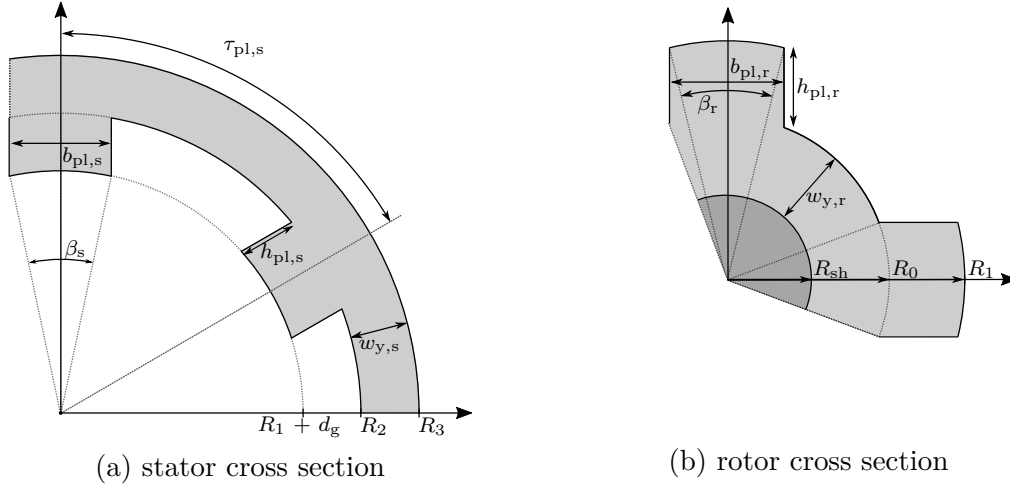 τpl,s
bpl,s
hpl,s
βs
wy,s
R1 + dg R2 R3
(a) stator cross section
bpl,r
βr
hpl,r
wy,r
Rsh R0 R1
(b) rotor cross section